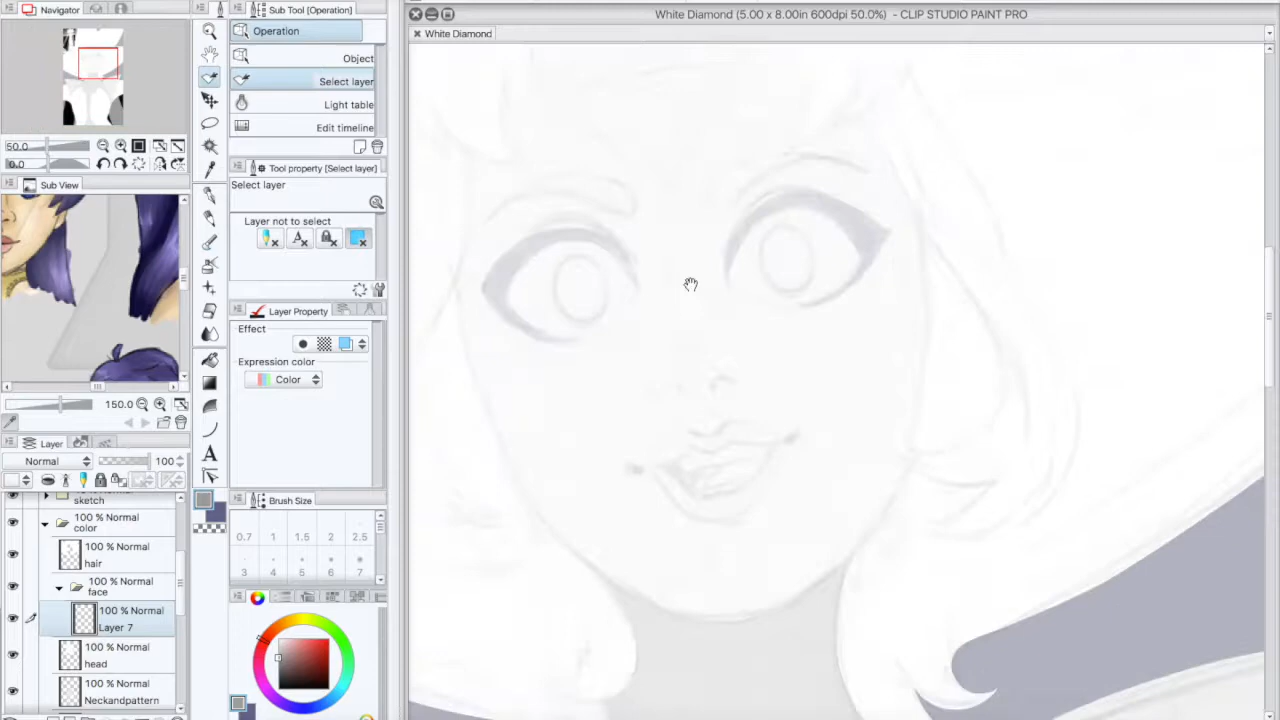 Navigator
Sub Tool [Operation]
White Diamond (5.00 x 8.00in 600dpi 50.0%) - CLIP STUDIO PAINT PRO
Operation
White Diamond
Object
Select layer
Light table
Edit timeline
50.0
0.0
Tool property [Select layer]
Sub View
Select layer
Layer not to select
Layer Property
Effect
Expression color
Color
150.0
Layer
Normal
100
sketch
100 % Normal
color
100 % Normal
hair
100 % Normal
face
100 % Normal
Layer 7
100 % Normal
head
100 % Normal
Neckandpattern
Brush Size
0.7 1 1.5 2 2.5
3 4 5 6 7
A